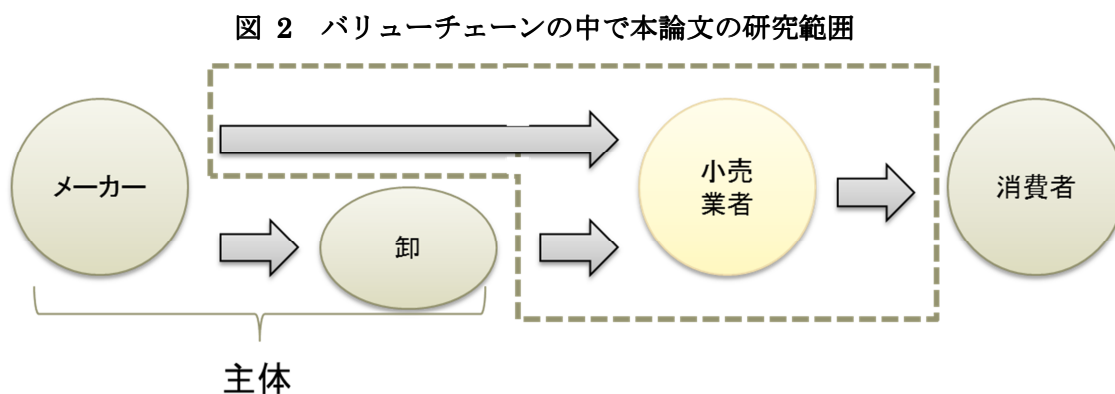 図 2 バリューチェーンの中で本論文の研究範囲
メーカー
卸
小売
業者
消費者
主体